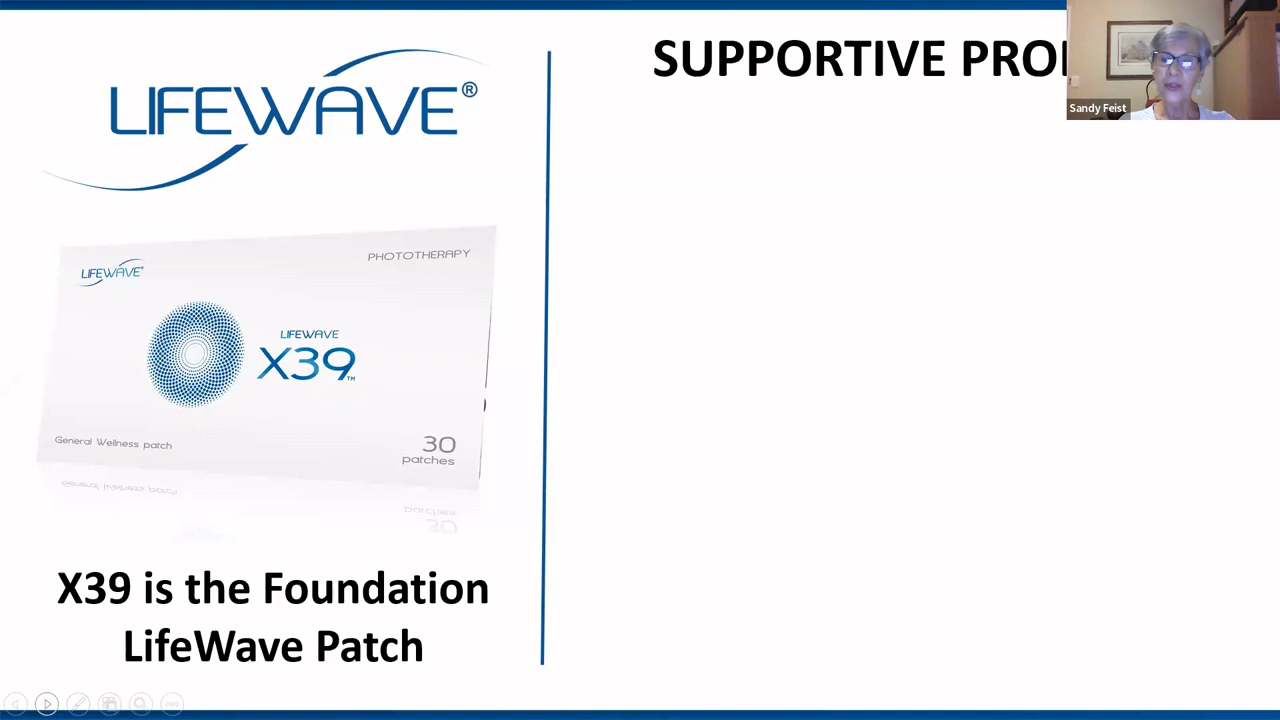 SUPPORTIVE
Sandy Feist
LIFEWAVE®
PHOTOTHERAPY
LIFEWAVE®
LIFEWAVE
X39™
General Wellness patch
30
patches
X39 is the Foundation
LifeWave Patch